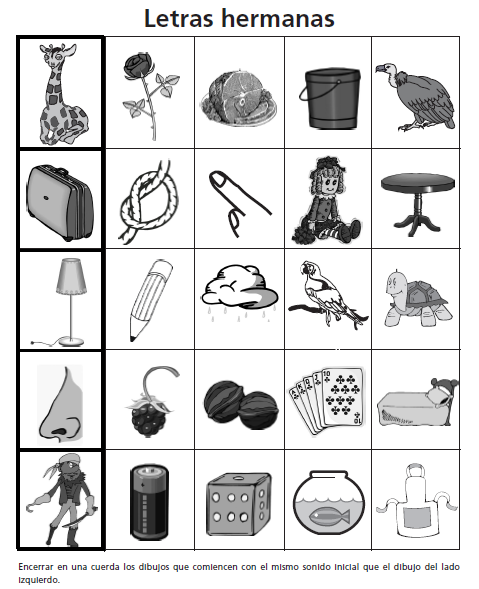 Letras hermanas
Encerrar en una cuerda los dibujos que comiencen con el mismo sonido inicial que el dibujo del lado
izquierdo.